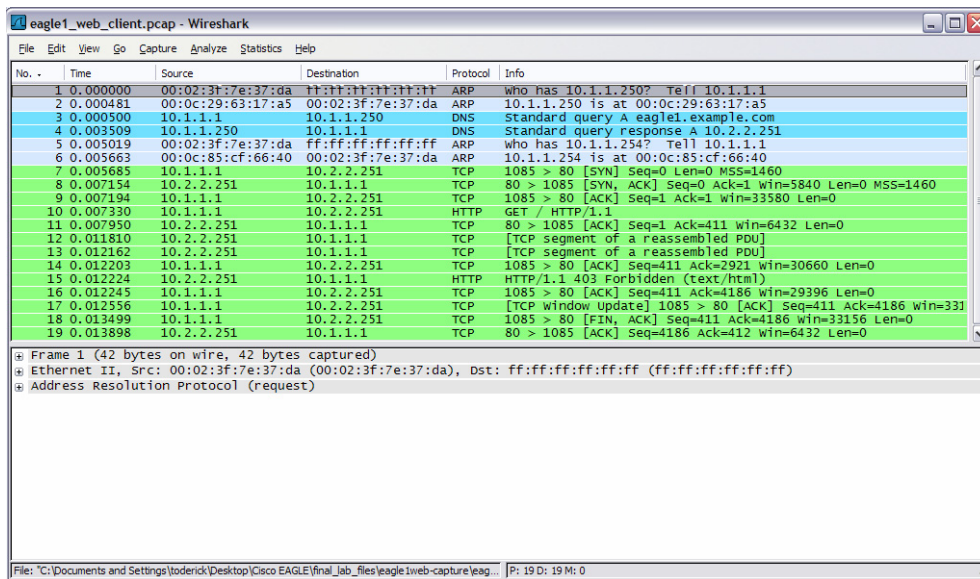 eagle1_web_client.pcap - Wireshark
File Edit View Go Capture Analyze Statistics Help
No. - Time Source Destination Protocol Info
1 0.000000 00:02:3f:7e:37:da ff:ff:ff:ff:ff:ff ARP Who has 10.1.1.250? Tell 10.1.1.1
2 0.000481 00:0c:29:63:17:a5 00:02:3f:7e:37:da ARP 10.1.1.250 is at 00:0c:29:63:17:a5
3 0.000500 10.1.1.1 10.1.1.250 DNS Standard query A eagle1.example.com
4 0.003509 10.1.1.250 10.1.1.1 DNS Standard query response A 10.2.2.251
5 0.005019 00:02:3f:7e:37:da ff:ff:ff:ff:ff:ff ARP Who has 10.1.1.254? Tell 10.1.1.1
6 0.005663 00:0c:85:cf:66:40 00:02:3f:7e:37:da ARP 10.1.1.254 is at 00:0c:85:cf:66:40
7 0.005685 10.1.1.1 10.2.2.251 TCP 1085 > 80 [SYN] Seq=0 Len=0 MSS=1460
8 0.007154 10.2.2.251 10.1.1.1 TCP 80 > 1085 [SYN, ACK] Seq=0 Ack=1 Win=5840 Len=0 MSS=1460
9 0.007194 10.1.1.1 10.2.2.251 TCP 1085 > 80 [ACK] Seq=1 Ack=1 Win=33580 Len=0
10 0.007330 10.1.1.1 10.2.2.251 HTTP GET / HTTP/1.1
11 0.007950 10.2.2.251 10.1.1.1 TCP 80 > 1085 [ACK] Seq=1 Ack=411 Win=6432 Len=0
12 0.011810 10.2.2.251 10.1.1.1 TCP [TCP segment of a reassembled PDU]
13 0.012162 10.2.2.251 10.1.1.1 TCP [TCP segment of a reassembled PDU]
14 0.012203 10.1.1.1 10.2.2.251 TCP 1085 > 80 [ACK] Seq=411 Ack=2921 Win=30660 Len=0
15 0.012224 10.2.2.251 10.1.1.1 HTTP HTTP/1.1 403 Forbidden (text/html)
16 0.012245 10.1.1.1 10.2.2.251 TCP 1085 > 80 [ACK] Seq=411 Ack=4186 Win=29396 Len=0
17 0.012556 10.1.1.1 10.2.2.251 TCP [TCP Window Update] 1085 > 80 [ACK] Seq=411 Ack=4186 Win=331
18 0.013499 10.1.1.1 10.2.2.251 TCP 1085 > 80 [FIN, ACK] Seq=411 Ack=4186 Win=33156 Len=0
19 0.013898 10.2.2.251 10.1.1.1 TCP 80 > 1085 [ACK] Seq=4186 Ack=412 Win=6432 Len=0
Frame 1 (42 bytes on wire, 42 bytes captured)
Ethernet II, Src: 00:02:3f:7e:37:da (00:02:3f:7e:37:da), Dst: ff:ff:ff:ff:ff:ff (ff:ff:ff:ff:ff:ff)
Address Resolution Protocol (request)
File: "C:\Documents and Settings\toderick\Desktop\Cisco EAGLE\final_lab_files\eagle1web-capture\eag... P: 19 D: 19 M: 0